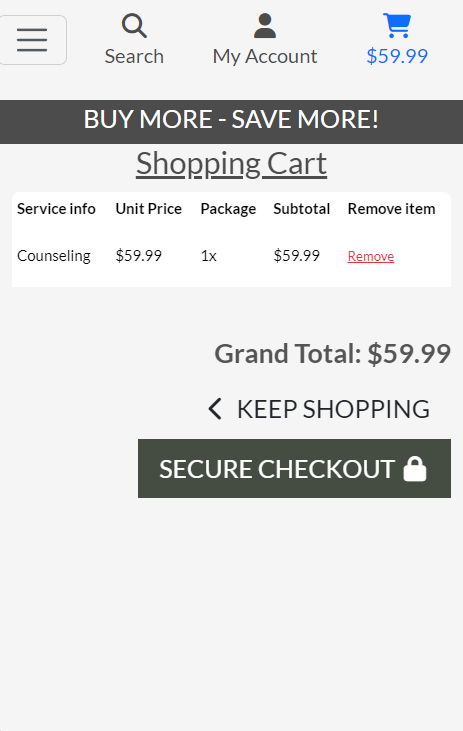 Search My Account $59.99
BUY MORE - SAVE MORE!
Shopping Cart
Service info Unit Price Package Subtotal Remove item
Counseling $59.99 1x $59.99 Remove
Grand Total: $59.99
KEEP SHOPPING
SECURE CHECKOUT